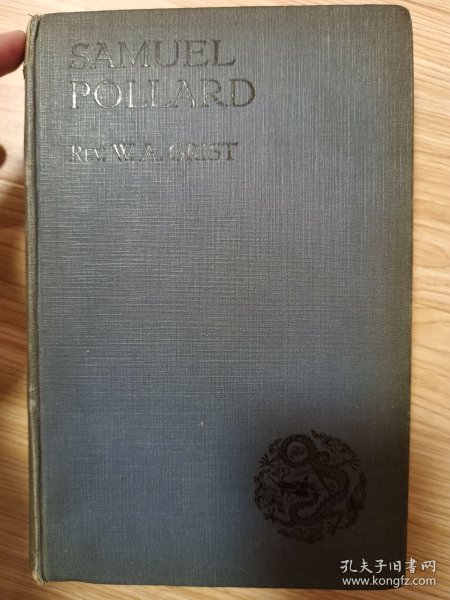 SAMUEL
POLLARD
REV. W. A. GRIST
孔夫子旧书网
www.kongfz.com